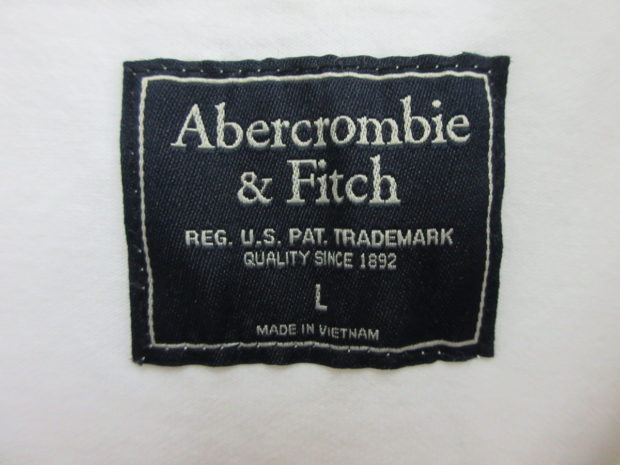 Abercrombie
& Fitch
REG. U.S. PAT. TRADEMARK
QUALITY SINCE 1892
L
MADE IN VIETNAM